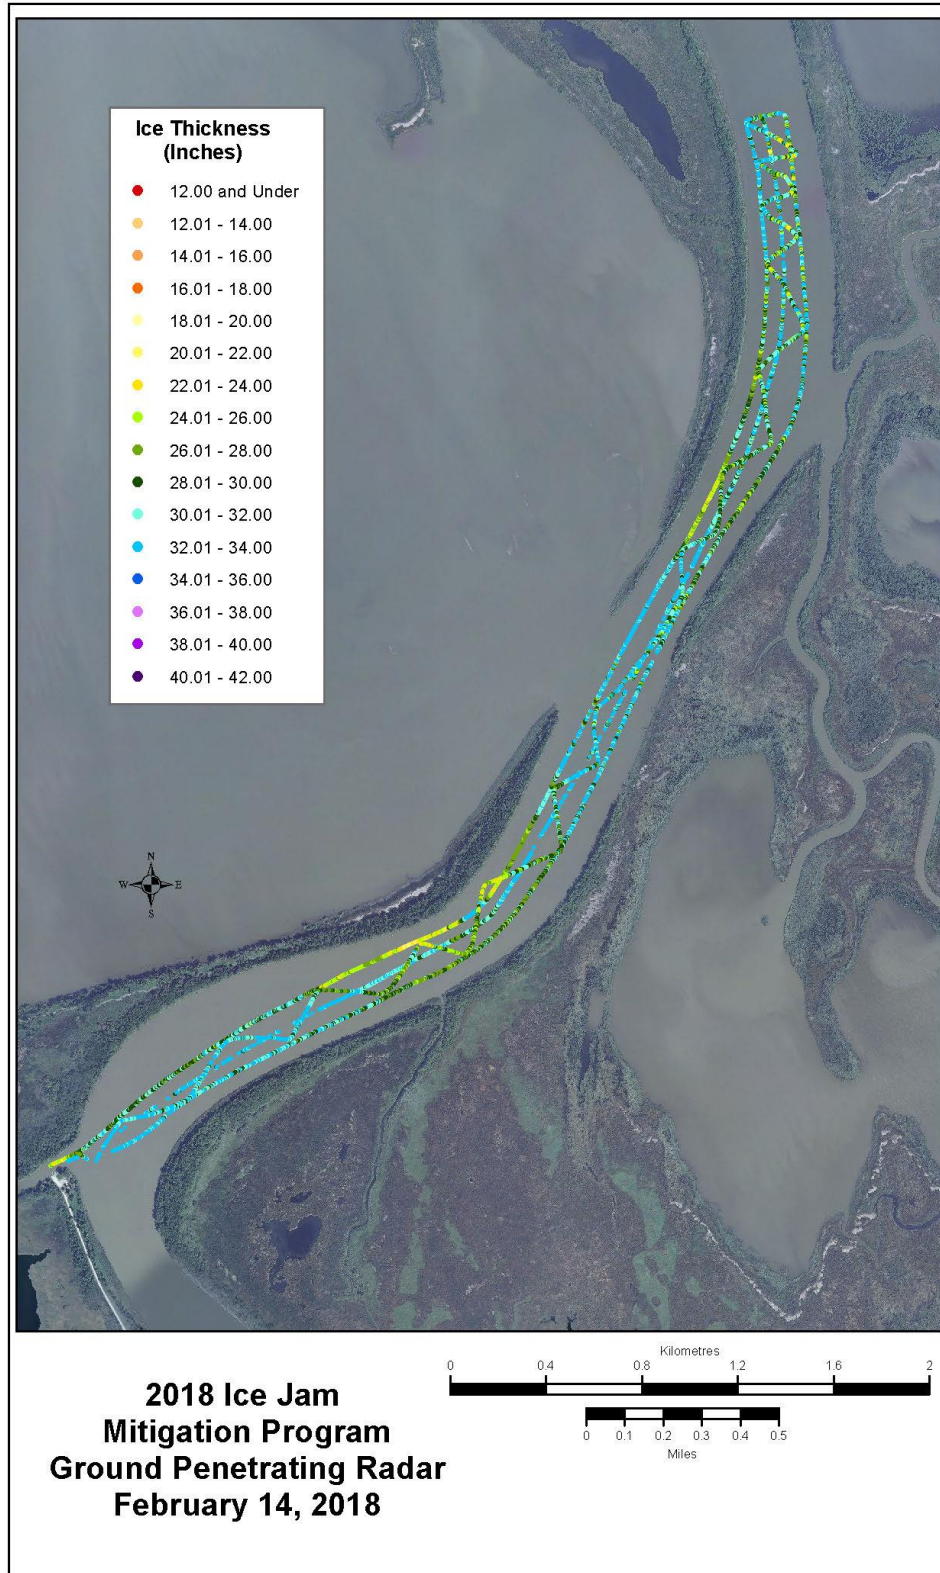 Ice Thickness
(Inches)
12.00 and Under
12.01 - 14.00
14.01 - 16.00
16.01 - 18.00
18.01 - 20.00
20.01 - 22.00
22.01 - 24.00
24.01 - 26.00
26.01 - 28.00
28.01 - 30.00
30.01 - 32.00
32.01 - 34.00
34.01 - 36.00
36.01 - 38.00
38.01 - 40.00
40.01 - 42.00
N
W E
S
Kilometres
0 0.4 0.8 1.2 1.6 2
0 0.1 0.2 0.3 0.4 0.5
Miles
2018 Ice Jam
Mitigation Program
Ground Penetrating Radar
February 14, 2018